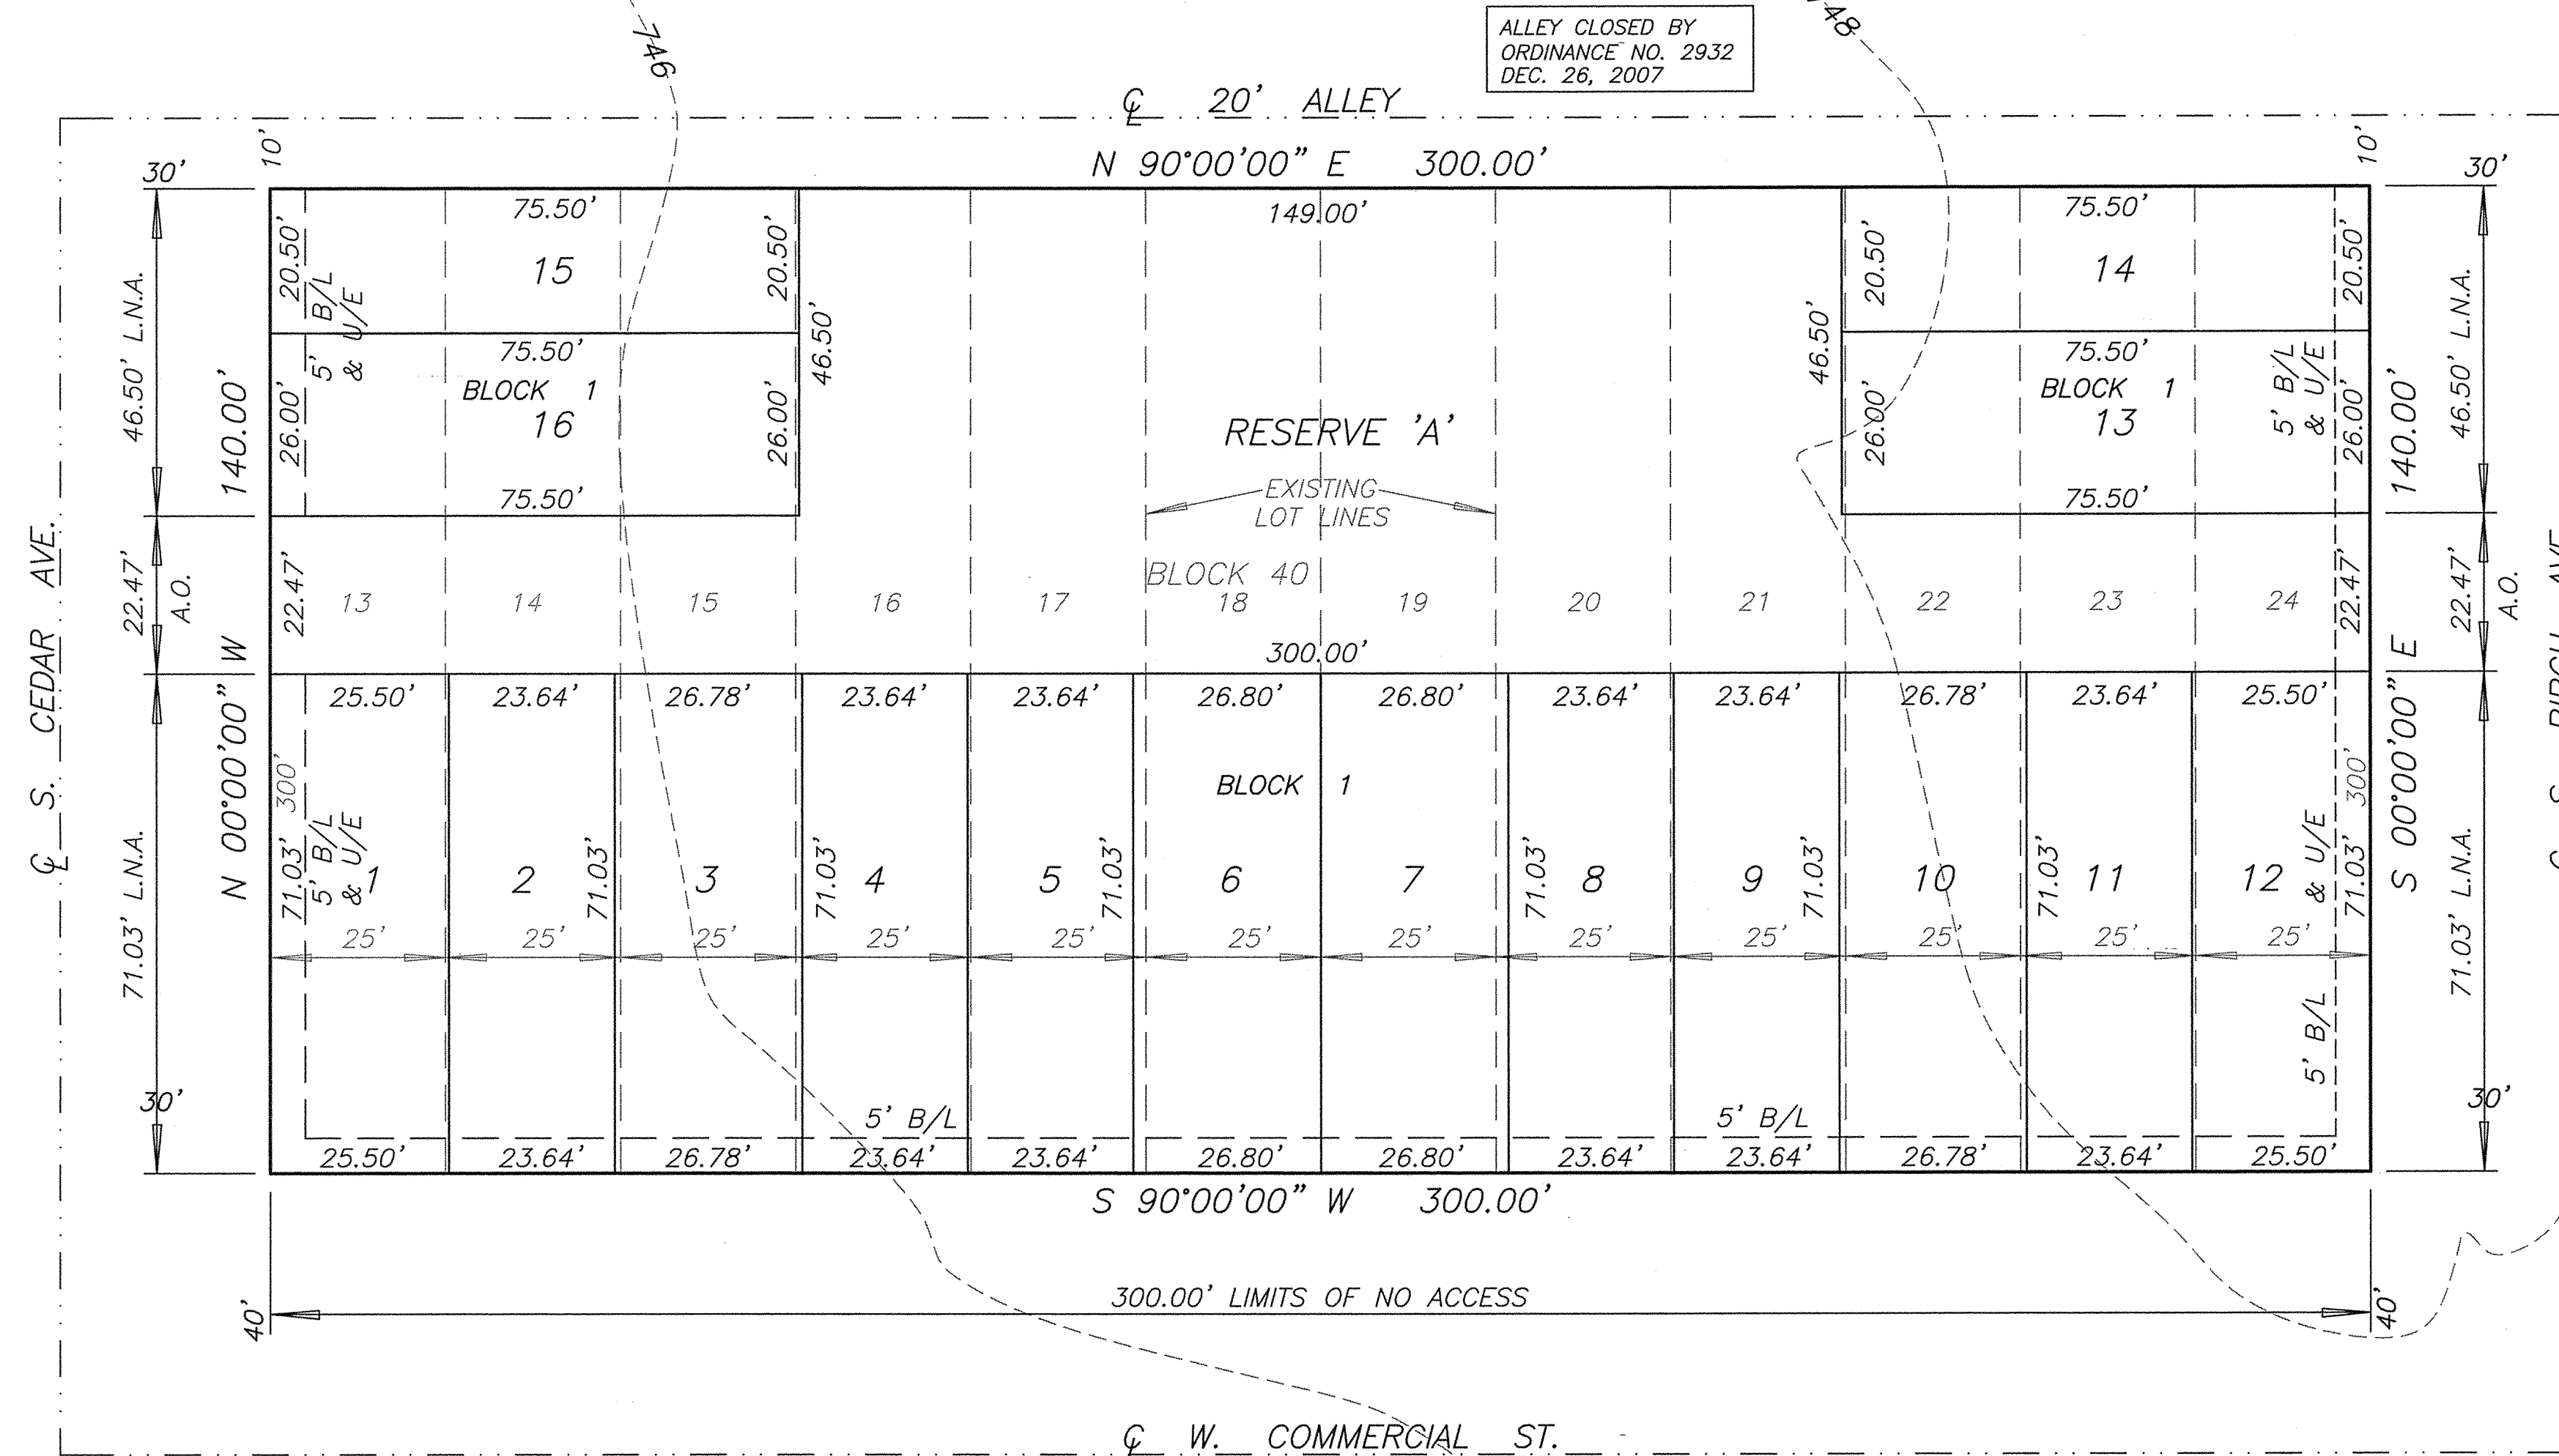 746
748
ALLEY CLOSED BY
ORDINANCE NO. 2932
DEC. 26, 2007
℄ 20' ALLEY
10'
10'
30'
N 90°00'00" E 300.00'
30'
75.50'
149.00'
75.50'
20.50'
15
20.50'
20.50'
14
20.50'
46.50' L.N.A.
5' B/L
& U/E
46.50'
46.50'
46.50' L.N.A.
75.50'
75.50'
BLOCK 1
BLOCK 1
5' B/L
& U/E
140.00'
26.00'
16
26.00'
RESERVE 'A'
26.00'
13
26.00'
140.00'
75.50'
EXISTING
LOT LINES
75.50'
22.47'
A.O.
22.47'
BLOCK 40
22.47'
22.47'
A.O.
13 14 15 16 17 18 19 20 21 22 23 24
300.00'
℄ S. CEDAR AVE.
N 00°00'00" W
S 00°00'00" E
25.50' 23.64' 26.78' 23.64' 23.64' 26.80' 26.80' 23.64' 23.64' 26.78' 23.64' 25.50'
300'
BLOCK 1
300'
71.03' L.N.A.
71.03'
5' B/L
& U/E
71.03'
71.03'
71.03'
71.03'
71.03'
71.03'
& U/E
71.03'
71.03' L.N.A.
1 2 3 4 5 6 7 8 9 10 11 12
25' 25' 25' 25' 25' 25' 25' 25' 25' 25' 25' 25'
5' B/L
30'
5' B/L
5' B/L
30'
25.50' 23.64' 26.78' 23.64' 23.64' 26.80' 26.80' 23.64' 23.64' 26.78' 23.64' 25.50'
S 90°00'00" W 300.00'
40'
300.00' LIMITS OF NO ACCESS
40'
℄ W. COMMERCIAL ST.